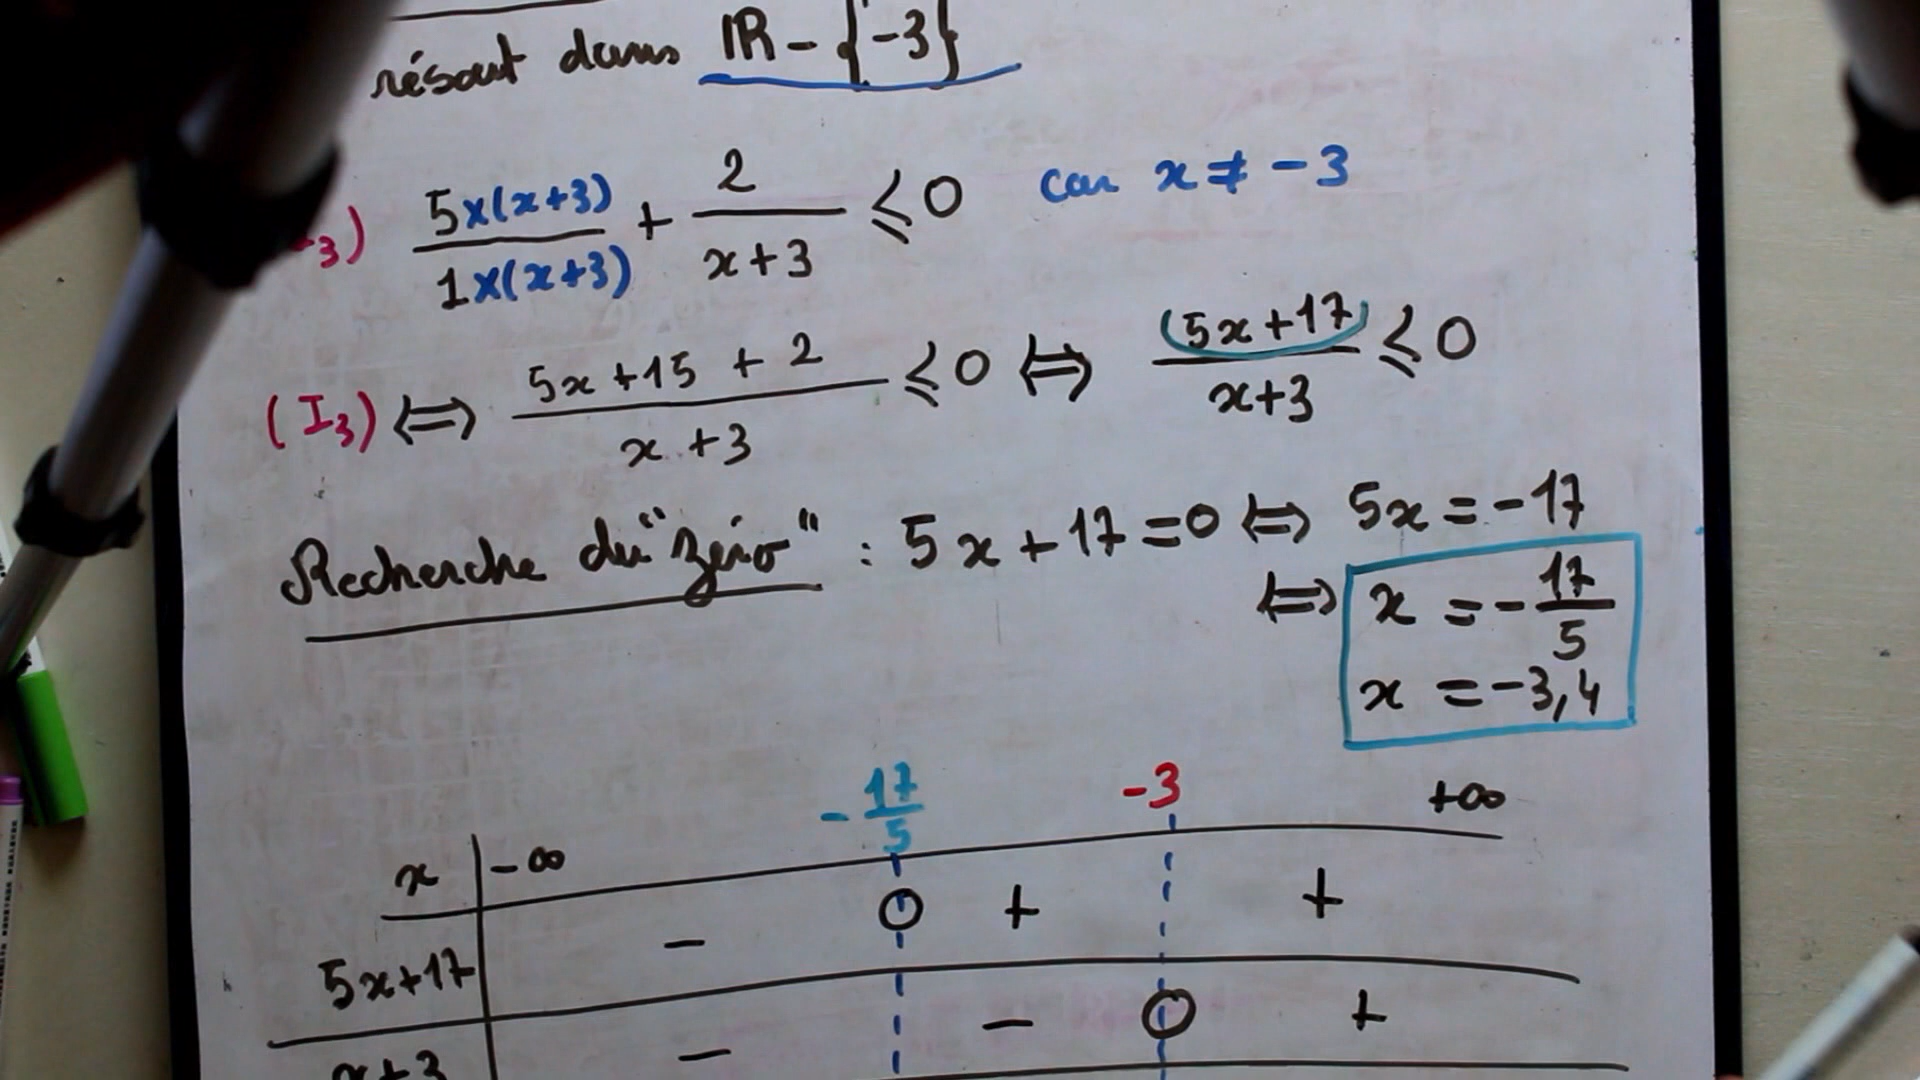 résout dans IR - {-3}
3) 5x(x+3)/1x(x+3) + 2/x+3 ⩽ 0 car x ≠ -3
(I3) ⟺ 5x+15 + 2/x+3 ⩽ 0 ⟺ (5x+17)/x+3 ⩽ 0
Recherche du "zéro" : 5x + 17 = 0 ⟺ 5x = -17
⟺ x = -17/5
x = -3,4
x -∞ -17/5 -3 +∞
5x+17 - 0 + +
x+3 - - 0 +